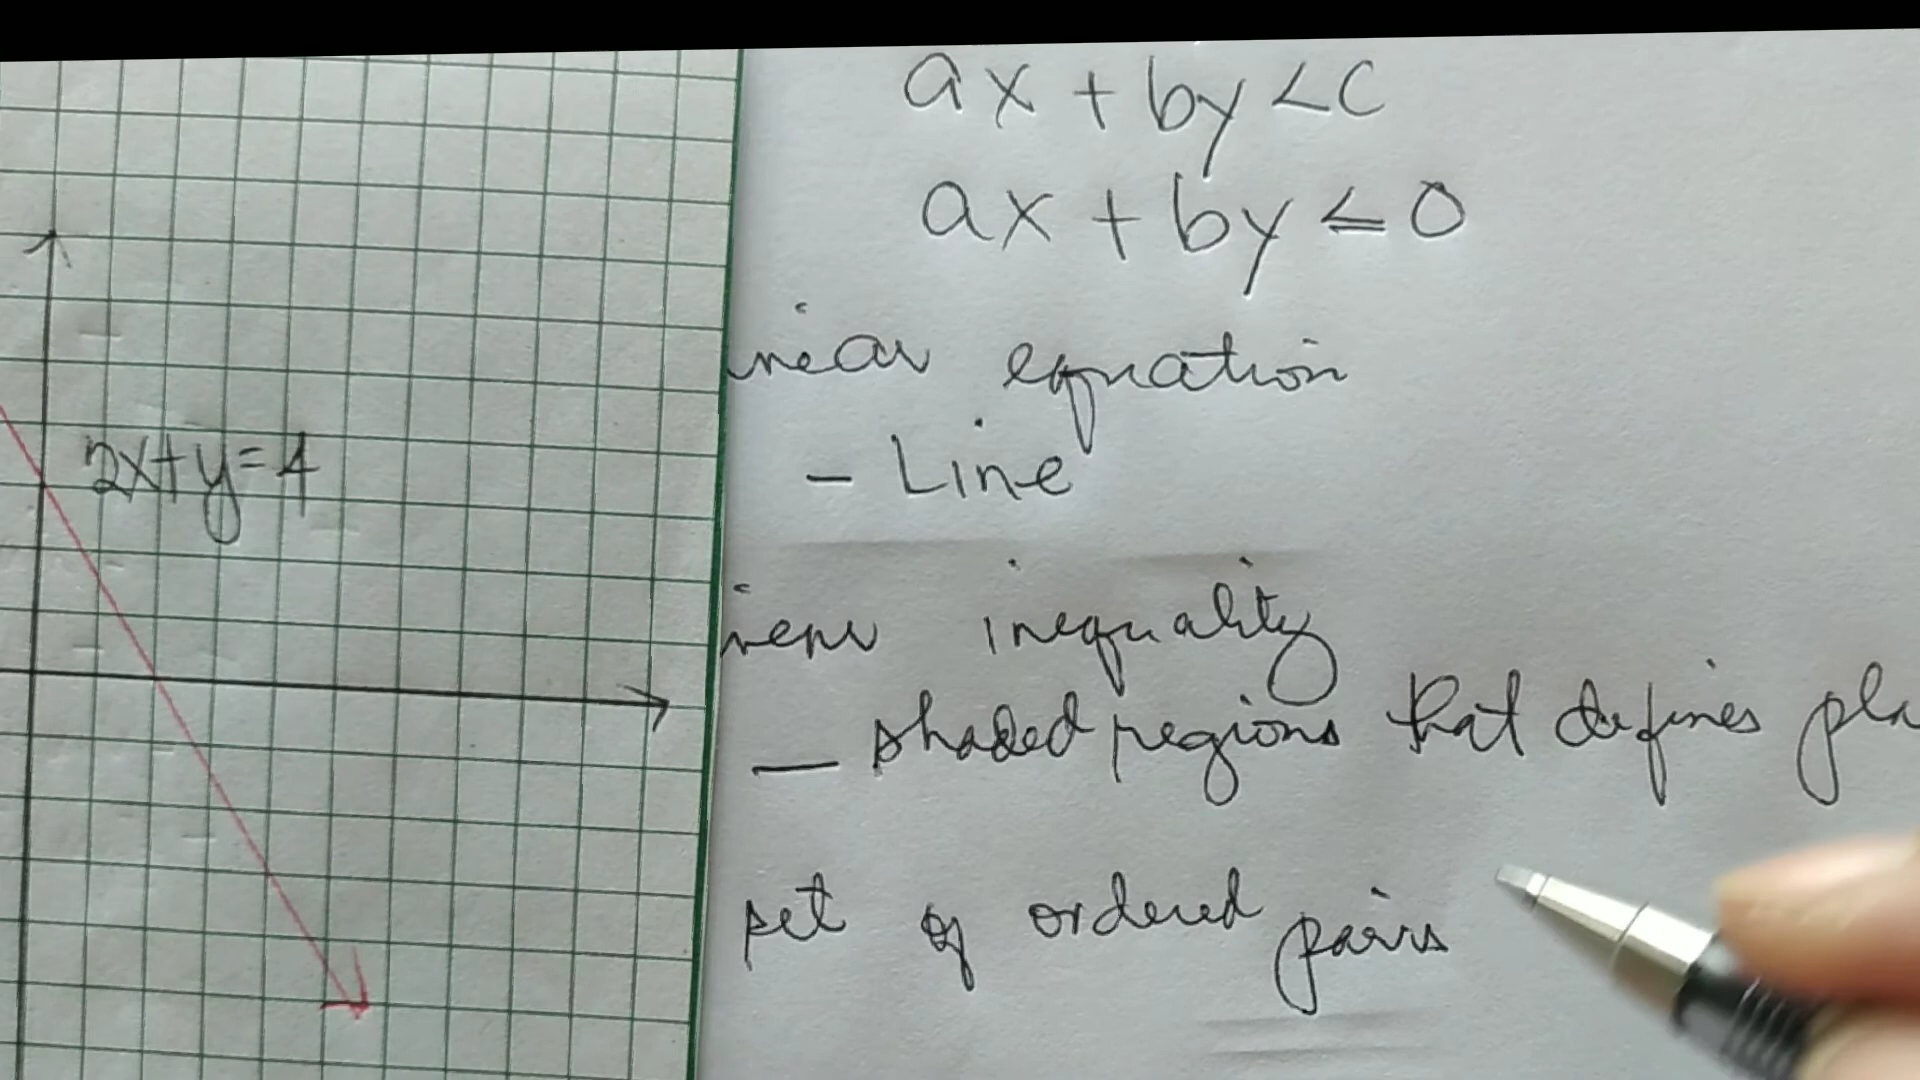 2x+y=4
ax + by < c
ax + by ≤ 0
near equation
- Line
near inequality
— shaded regions that defines pla
set of ordered pairs